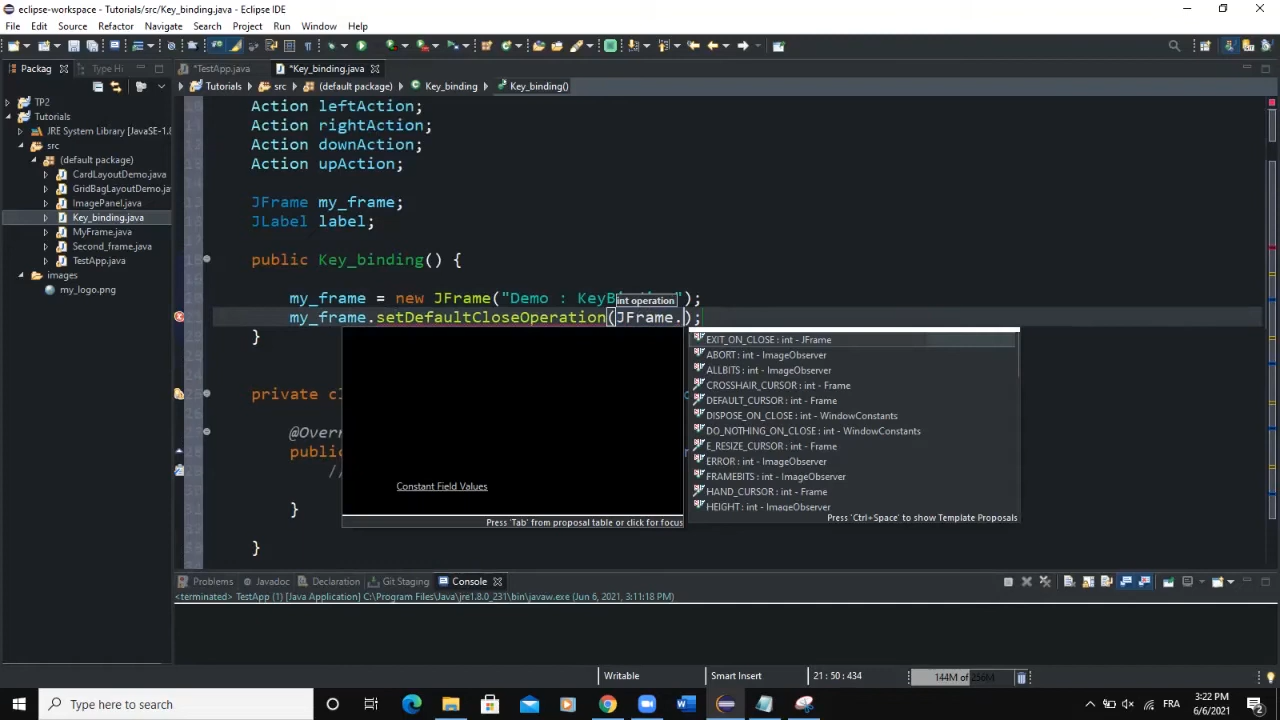 eclipse-workspace - Tutorials/src/Key_binding.java - Eclipse IDE
File Edit Source Refactor Navigate Search Project Run Window Help
Packag Type Hi
*TestApp.java *Key_binding.java
Tutorials src (default package) Key_binding Key_binding()
TP2
Tutorials
JRE System Library [JavaSE-1.
src
(default package)
CardLayoutDemo.java
GridBagLayoutDemo.java
ImagePanel.java
Key_binding.java
MyFrame.java
Second_frame.java
TestApp.java
images
my_logo.png
Action leftAction;
Action rightAction;
Action downAction;
Action upAction;
JFrame my_frame;
JLabel label;
public Key_binding() {
my_frame = new JFrame("Demo : KeyB ");
int operation
my_frame.setDefaultCloseOperation(JFrame.);
}
private cl
@Overr
publi
//
}
}
Constant Field Values
Press 'Tab' from proposal table or click for focus
EXIT_ON_CLOSE : int - JFrame
ABORT : int - ImageObserver
ALLBITS : int - ImageObserver
CROSSHAIR_CURSOR : int - Frame
DEFAULT_CURSOR : int - Frame
DISPOSE_ON_CLOSE : int - WindowConstants
DO_NOTHING_ON_CLOSE : int - WindowConstants
E_RESIZE_CURSOR : int - Frame
ERROR : int - ImageObserver
FRAMEBITS : int - ImageObserver
HAND_CURSOR : int - Frame
HEIGHT : int - ImageObserver
Press 'Ctrl+Space' to show Template Proposals
Problems Javadoc Declaration Git Staging Console
<terminated> TestApp (1) [Java Application] C:\Program Files\Java\jre1.8.0_231\bin\javaw.exe (Jun 6, 2021, 3:11:18 PM)
Writable Smart Insert 21 : 50 : 434 144M of 256M
Type here to search
FRA
3:22 PM
6/6/2021
2